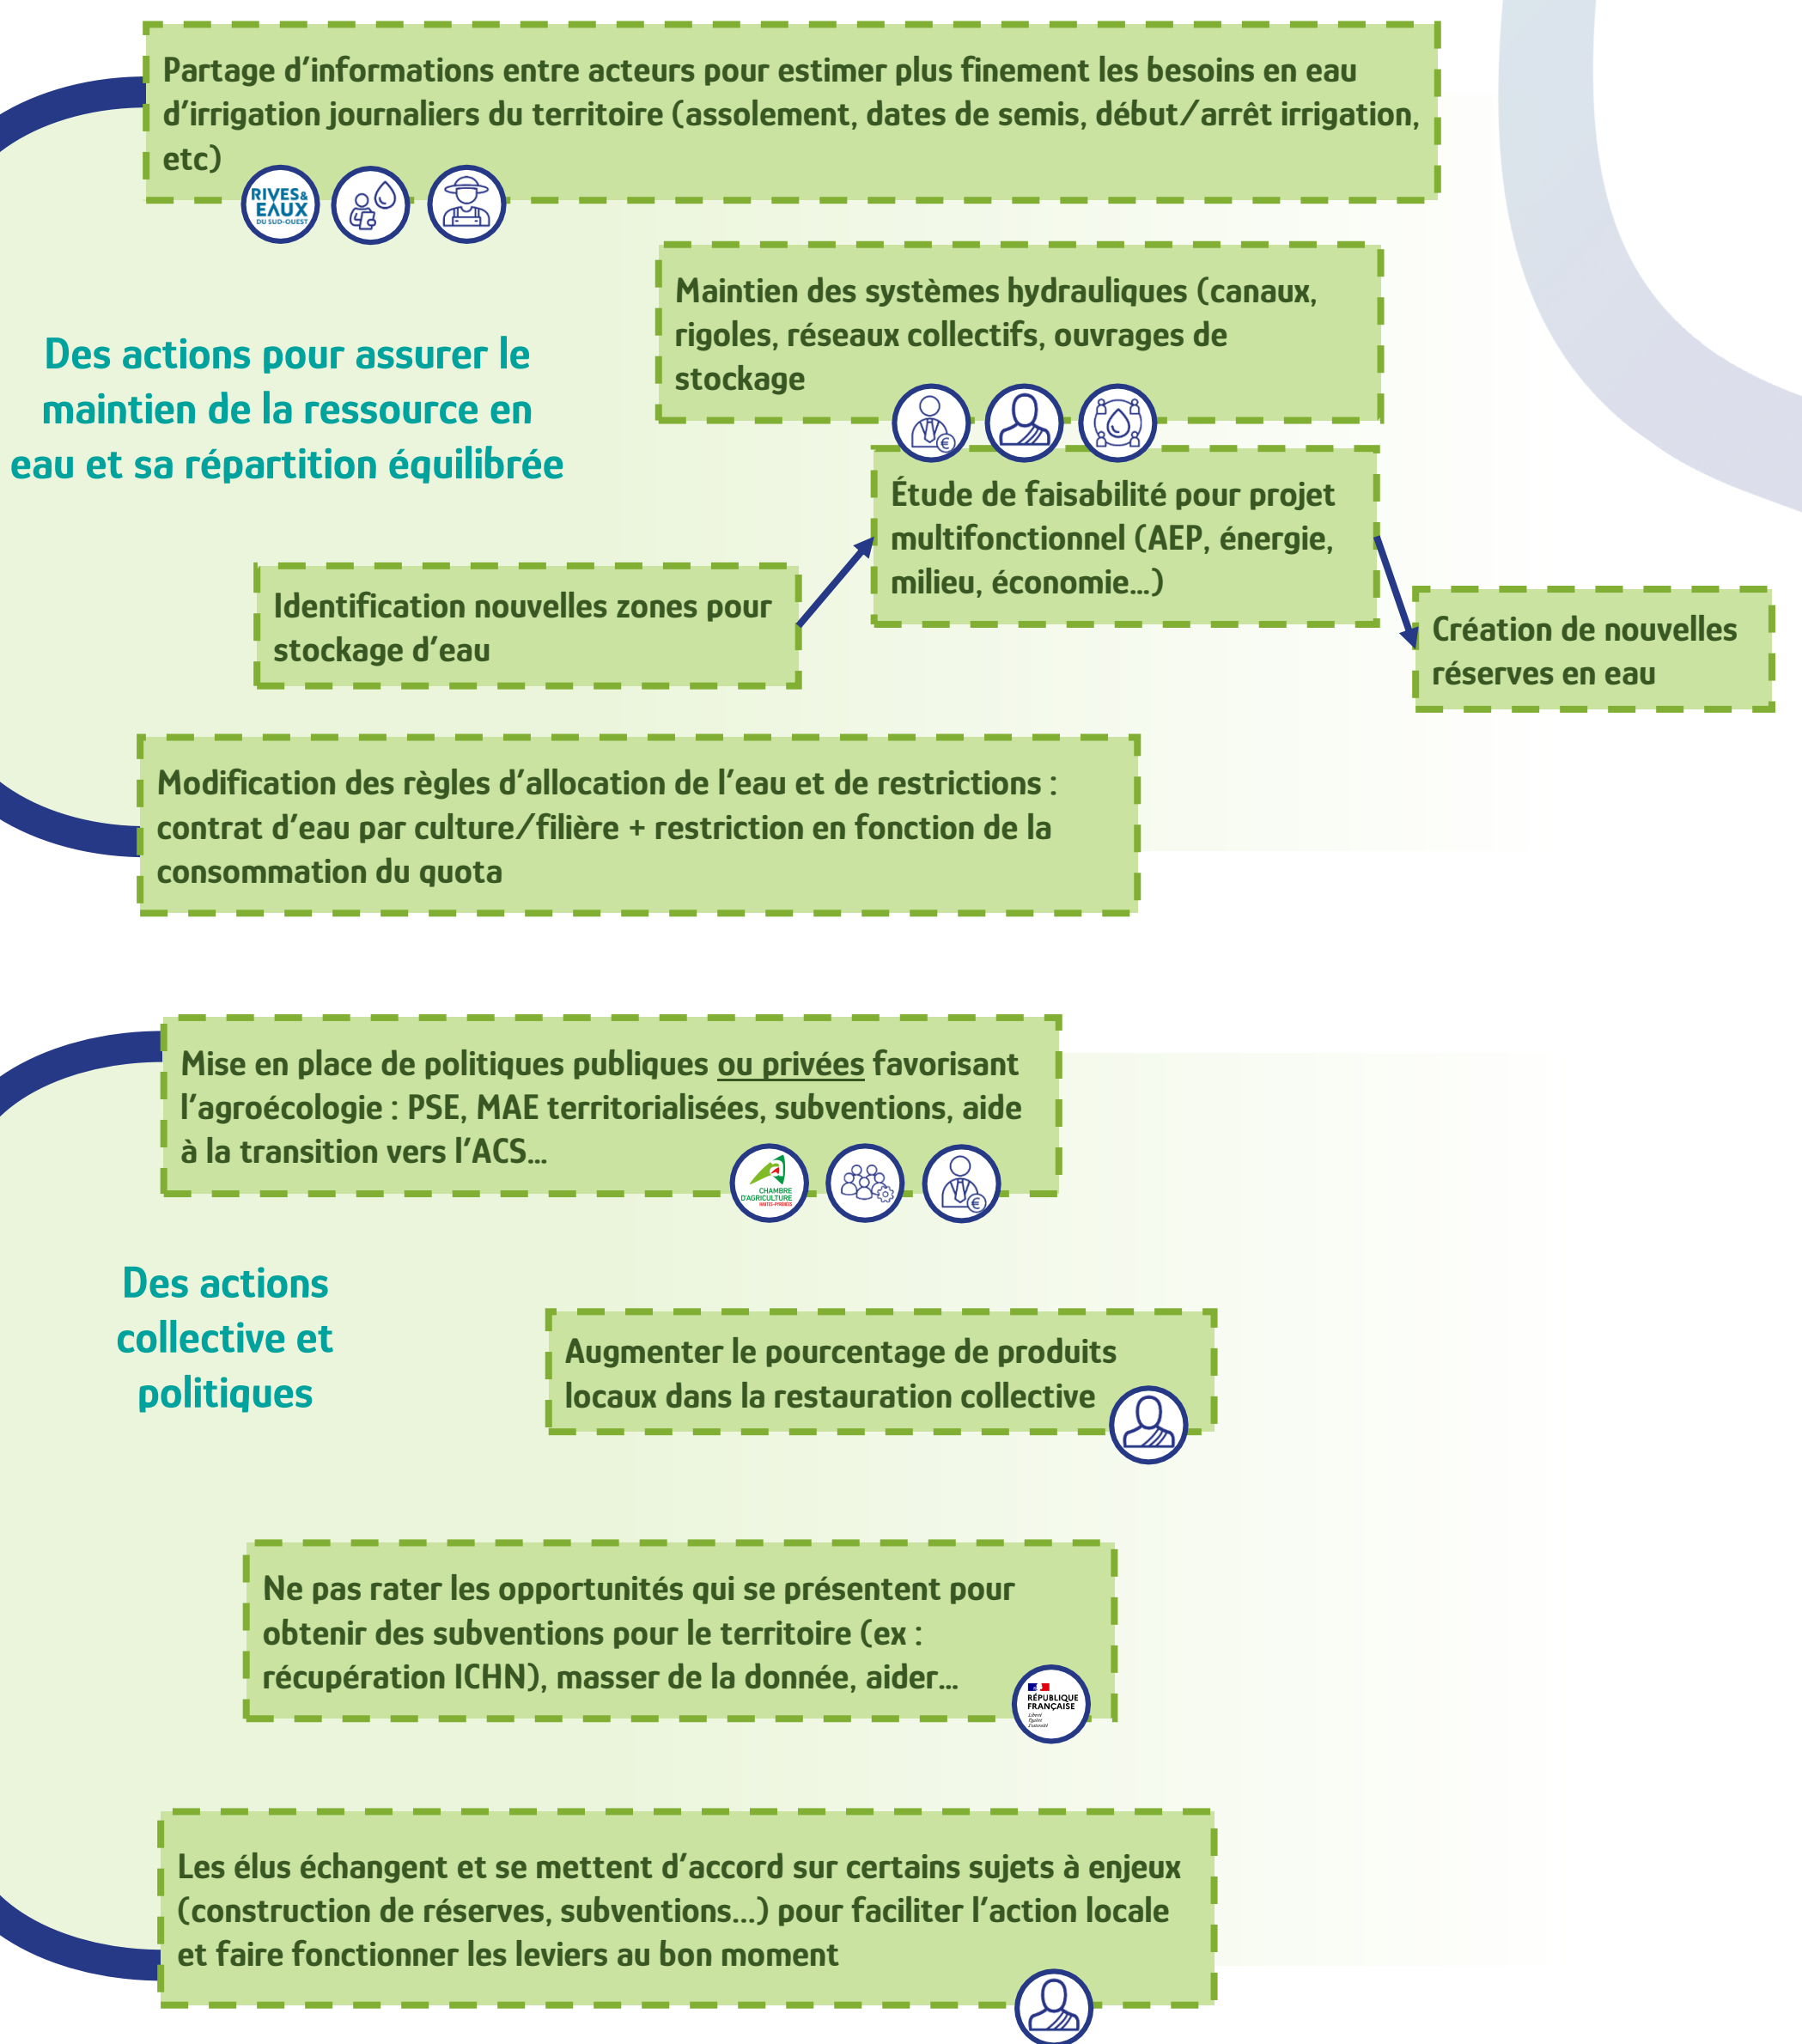 Partage d'informations entre acteurs pour estimer plus finement les besoins en eau
d'irrigation journaliers du territoire (assolement, dates de semis, début/arrêt irrigation,
etc)
RIVES&
EAUX
DU SUD-OUEST
Maintien des systèmes hydrauliques (canaux,
rigoles, réseaux collectifs, ouvrages de
stockage
Des actions pour assurer le
maintien de la ressource en
eau et sa répartition équilibrée
€
Étude de faisabilité pour projet
multifonctionnel (AEP, énergie,
milieu, économie...)
Identification nouvelles zones pour
stockage d'eau
Création de nouvelles
réserves en eau
Modification des règles d'allocation de l'eau et de restrictions :
contrat d'eau par culture/filière + restriction en fonction de la
consommation du quota
Mise en place de politiques publiques ou privées favorisant
l'agroécologie : PSE, MAE territorialisées, subventions, aide
à la transition vers l'ACS...
CHAMBRE
D'AGRICULTURE
HAUTES-PYRÉNÉES
€
Des actions
collective et
politiques
Augmenter le pourcentage de produits
locaux dans la restauration collective
Ne pas rater les opportunités qui se présentent pour
obtenir des subventions pour le territoire (ex :
récupération ICHN), masser de la donnée, aider...
RÉPUBLIQUE
FRANÇAISE
Liberté
Égalité
Fraternité
Les élus échangent et se mettent d'accord sur certains sujets à enjeux
(construction de réserves, subventions...) pour faciliter l'action locale
et faire fonctionner les leviers au bon moment